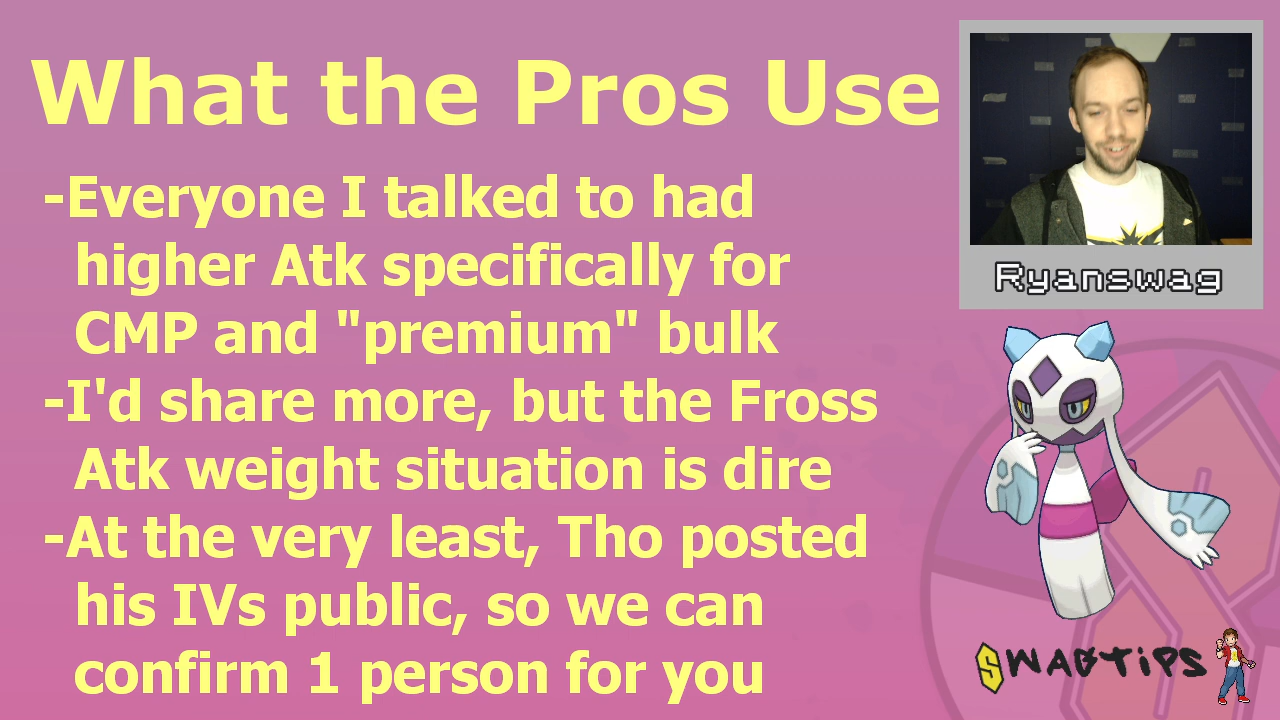 What the Pros Use
-Everyone I talked to had
higher Atk specifically for
CMP and "premium" bulk
-I'd share more, but the Fross
Atk weight situation is dire
-At the very least, Tho posted
his IVs public, so we can
confirm 1 person for you
Ryanswag
SWAGTiPS